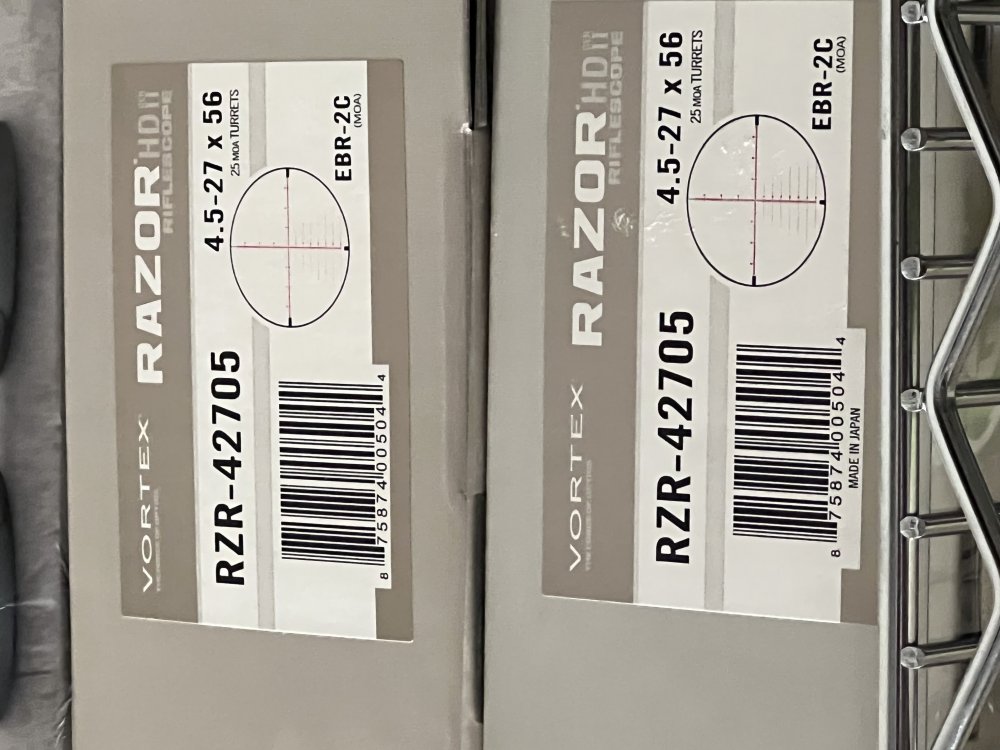 VORTEX RAZOR HD II
RIFLESCOPE
RZR-42705
4.5-27 x 56
25 MOA TURRETS
EBR-2C
(MOA)
8 75874 00504 4
VORTEX RAZOR HD II
RIFLESCOPE
RZR-42705
4.5-27 x 56
25 MOA TURRETS
EBR-2C
(MOA)
8 75874 00504 4
MADE IN JAPAN